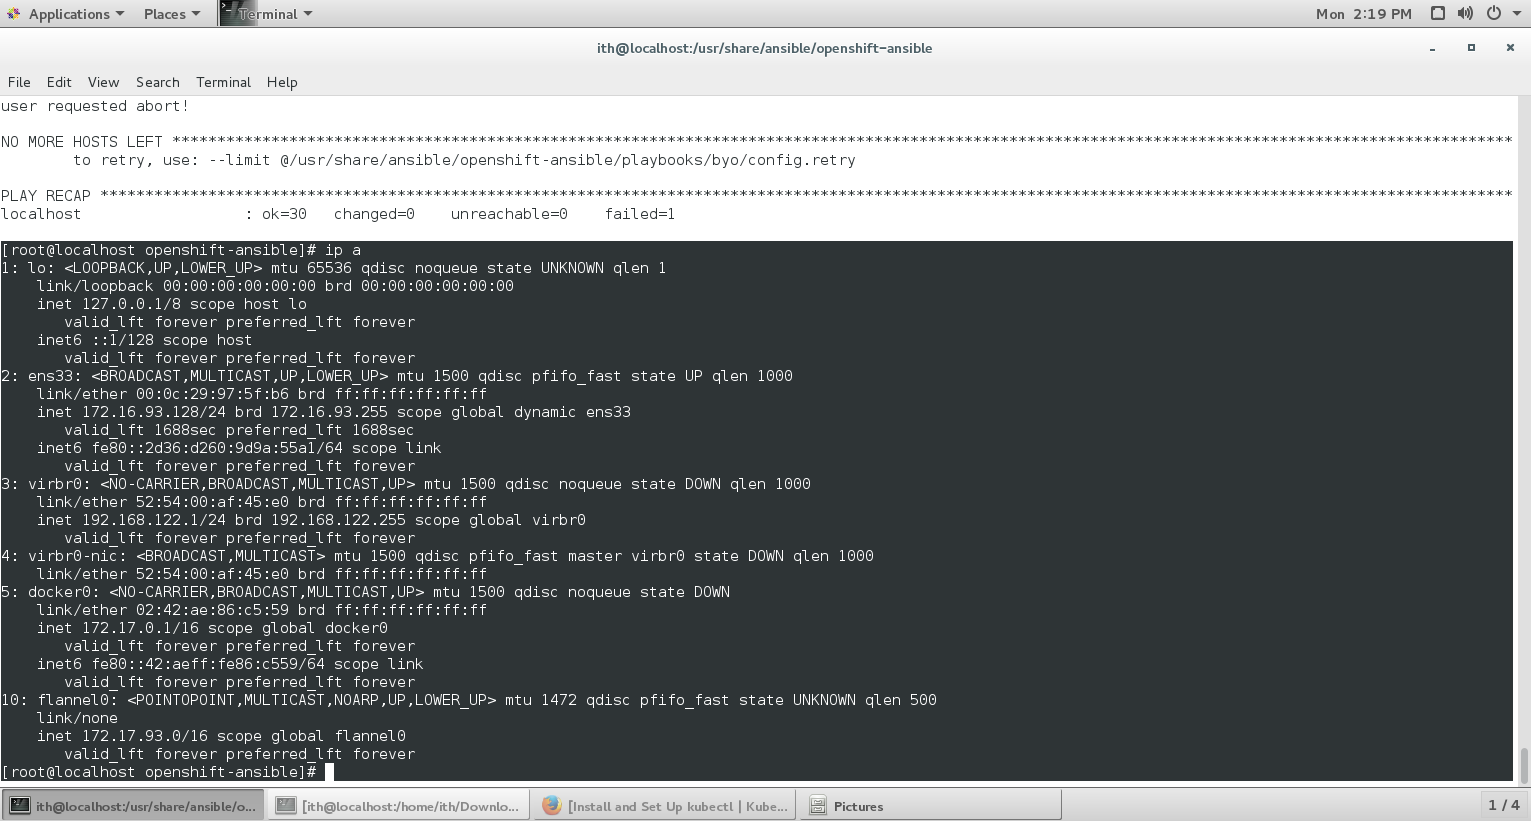 Applications Places Terminal Mon 2:19 PM
ith@localhost:/usr/share/ansible/openshift-ansible
File Edit View Search Terminal Help
user requested abort!
NO MORE HOSTS LEFT *****************************************************************************************************************************************************
        to retry, use: --limit @/usr/share/ansible/openshift-ansible/playbooks/byo/config.retry
PLAY RECAP *************************************************************************************************************************************************************
localhost                  : ok=30   changed=0    unreachable=0    failed=1
[root@localhost openshift-ansible]# ip a
1: lo: <LOOPBACK,UP,LOWER_UP> mtu 65536 qdisc noqueue state UNKNOWN qlen 1
    link/loopback 00:00:00:00:00:00 brd 00:00:00:00:00:00
    inet 127.0.0.1/8 scope host lo
       valid_lft forever preferred_lft forever
    inet6 ::1/128 scope host
       valid_lft forever preferred_lft forever
2: ens33: <BROADCAST,MULTICAST,UP,LOWER_UP> mtu 1500 qdisc pfifo_fast state UP qlen 1000
    link/ether 00:0c:29:97:5f:b6 brd ff:ff:ff:ff:ff:ff
    inet 172.16.93.128/24 brd 172.16.93.255 scope global dynamic ens33
       valid_lft 1688sec preferred_lft 1688sec
    inet6 fe80::2d36:d260:9d9a:55a1/64 scope link
       valid_lft forever preferred_lft forever
3: virbr0: <NO-CARRIER,BROADCAST,MULTICAST,UP> mtu 1500 qdisc noqueue state DOWN qlen 1000
    link/ether 52:54:00:af:45:e0 brd ff:ff:ff:ff:ff:ff
    inet 192.168.122.1/24 brd 192.168.122.255 scope global virbr0
       valid_lft forever preferred_lft forever
4: virbr0-nic: <BROADCAST,MULTICAST> mtu 1500 qdisc pfifo_fast master virbr0 state DOWN qlen 1000
    link/ether 52:54:00:af:45:e0 brd ff:ff:ff:ff:ff:ff
5: docker0: <NO-CARRIER,BROADCAST,MULTICAST,UP> mtu 1500 qdisc noqueue state DOWN
    link/ether 02:42:ae:86:c5:59 brd ff:ff:ff:ff:ff:ff
    inet 172.17.0.1/16 scope global docker0
       valid_lft forever preferred_lft forever
    inet6 fe80::42:aeff:fe86:c559/64 scope link
       valid_lft forever preferred_lft forever
10: flannel0: <POINTOPOINT,MULTICAST,NOARP,UP,LOWER_UP> mtu 1472 qdisc pfifo_fast state UNKNOWN qlen 500
    link/none
    inet 172.17.93.0/16 scope global flannel0
       valid_lft forever preferred_lft forever
[root@localhost openshift-ansible]#
ith@localhost:/usr/share/ansible/o... [ith@localhost:/home/ith/Downlo... [Install and Set Up kubectl | Kube... Pictures 1 / 4